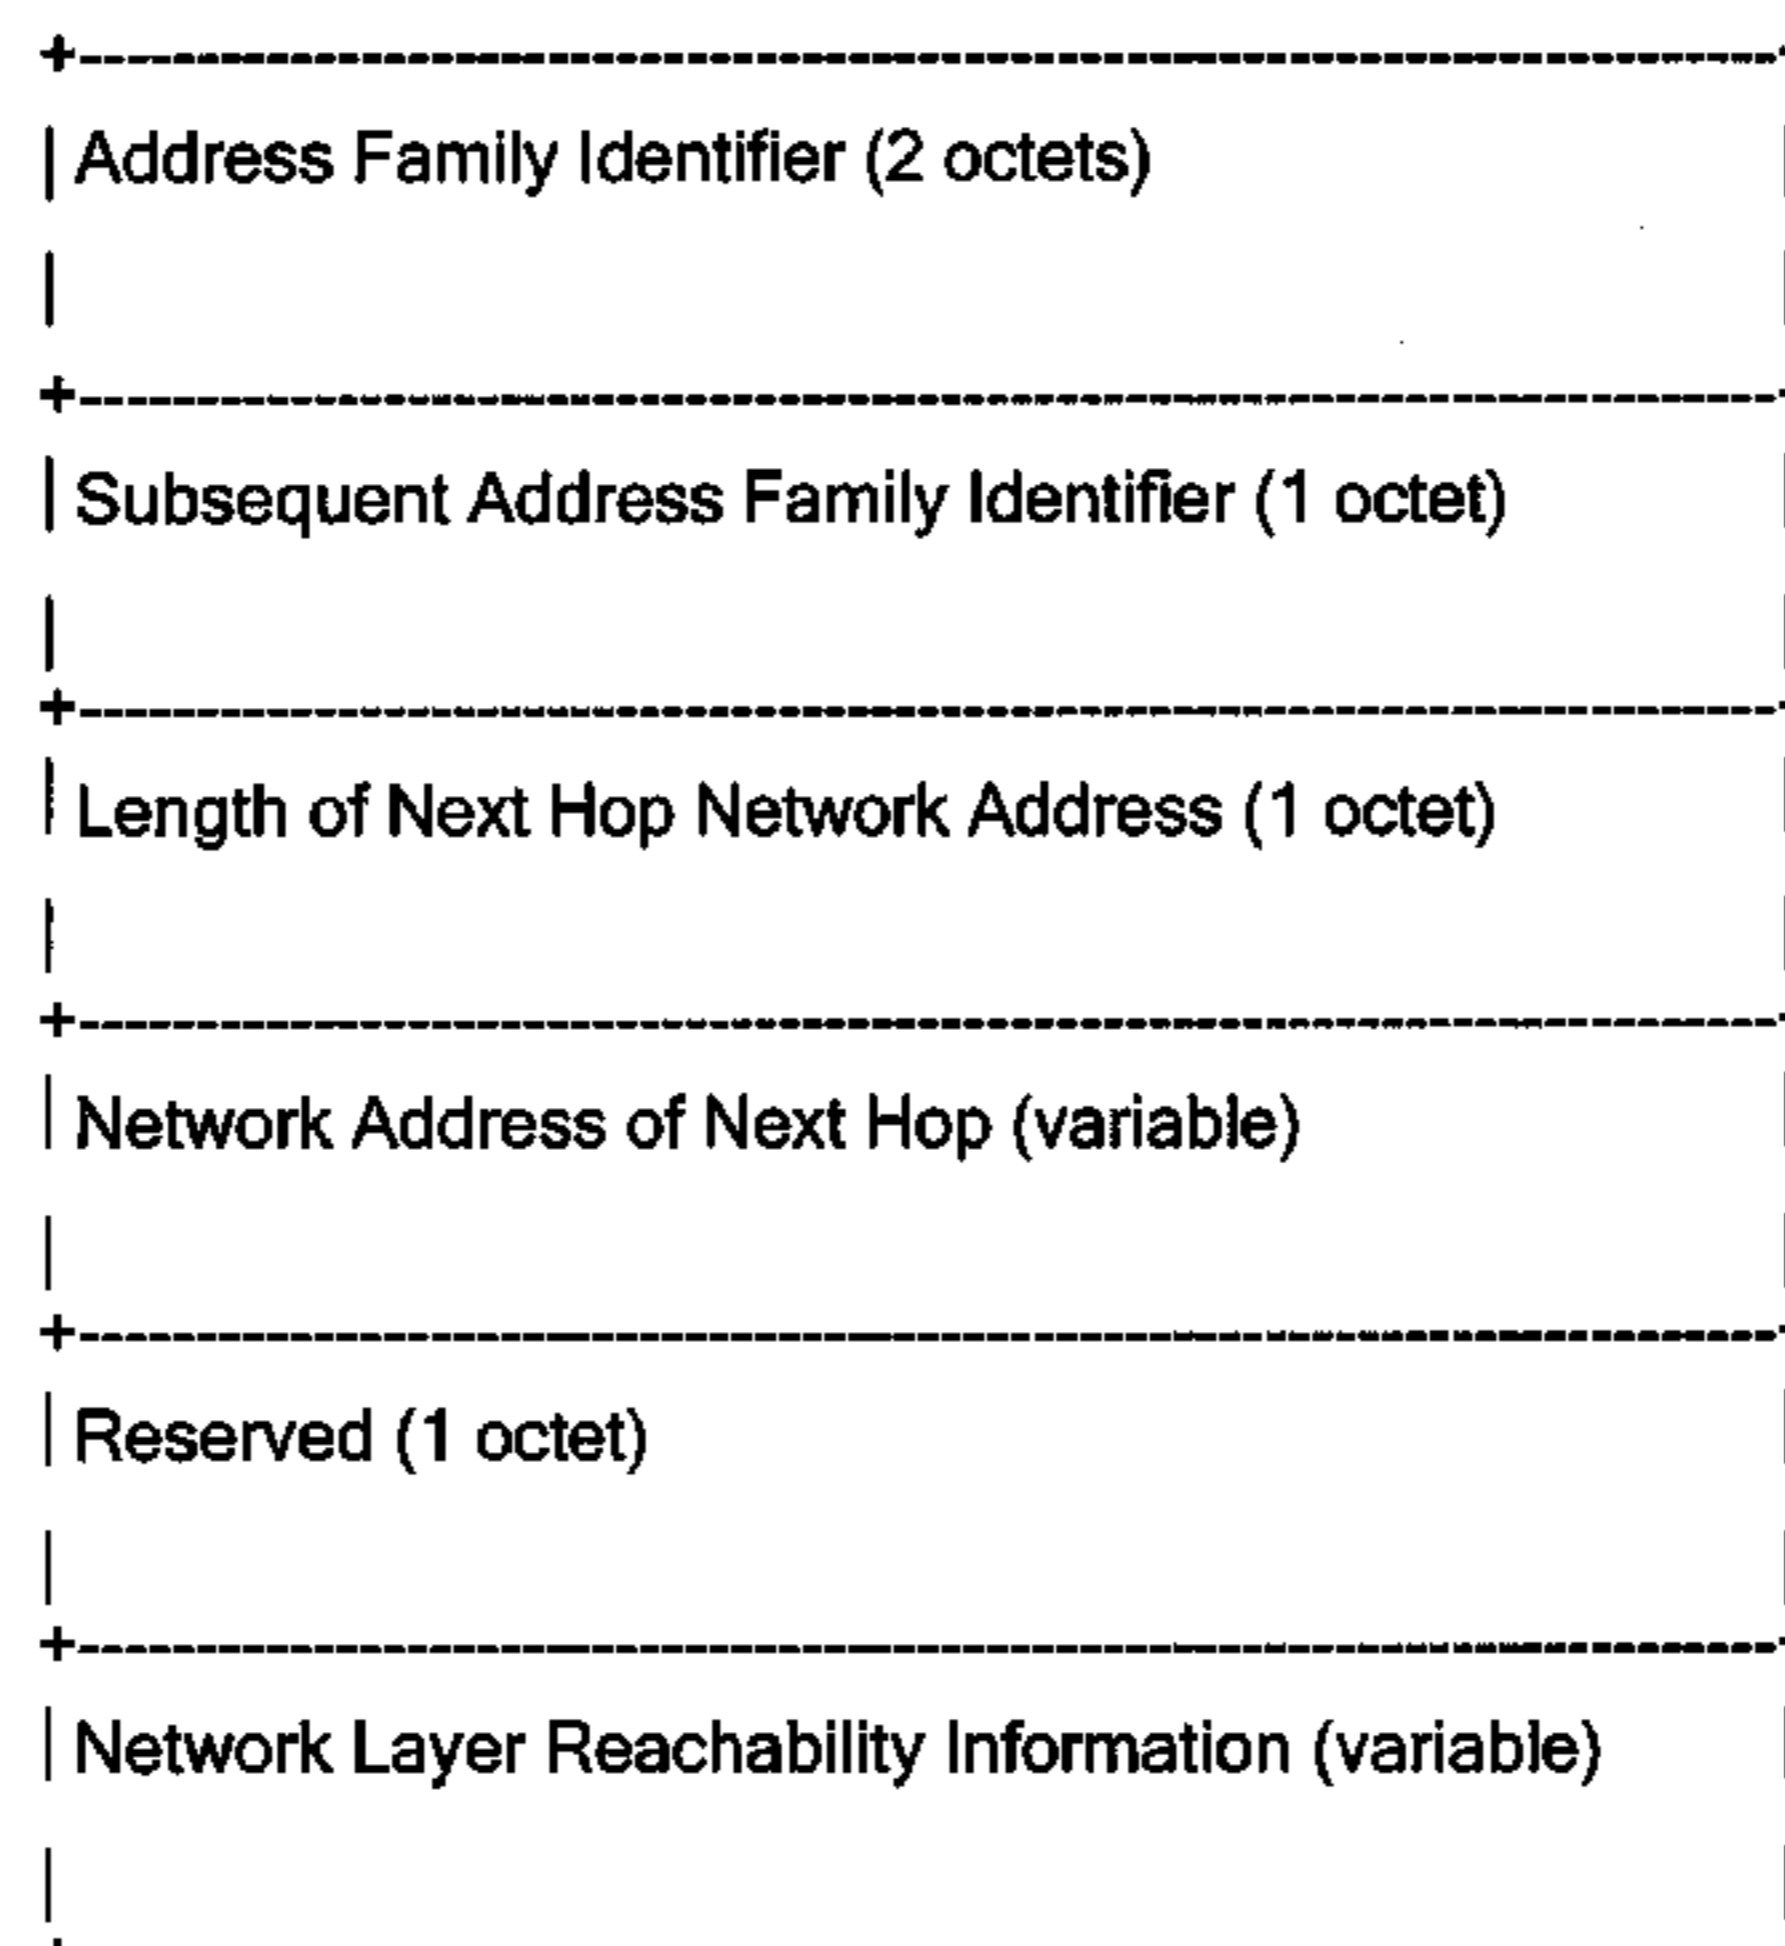 Address Family Identifier (2 octets)
Subsequent Address Family Identifier (1 octet)
Length of Next Hop Network Address (1 octet)
Network Address of Next Hop (variable)
Reserved (1 octet)
Network Layer Reachability Information (variable)